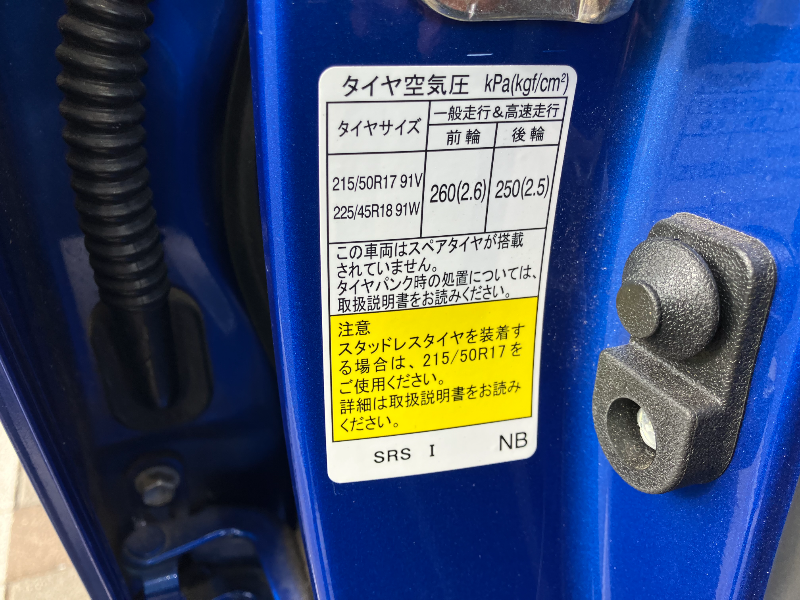 タイヤ空気圧 kPa(kgf/cm²)
タイヤサイズ 一般走行＆高速走行
前輪 後輪
215/50R17 91V 260(2.6) 250(2.5)
225/45R18 91W
この車両はスペアタイヤが搭載
されていません。
タイヤパンク時の処置については、
取扱説明書をお読みください。
注意
スタッドレスタイヤを装着す
る場合は、215/50R17を
ご使用ください。
詳細は取扱説明書をお読み
ください。
SRS I NB